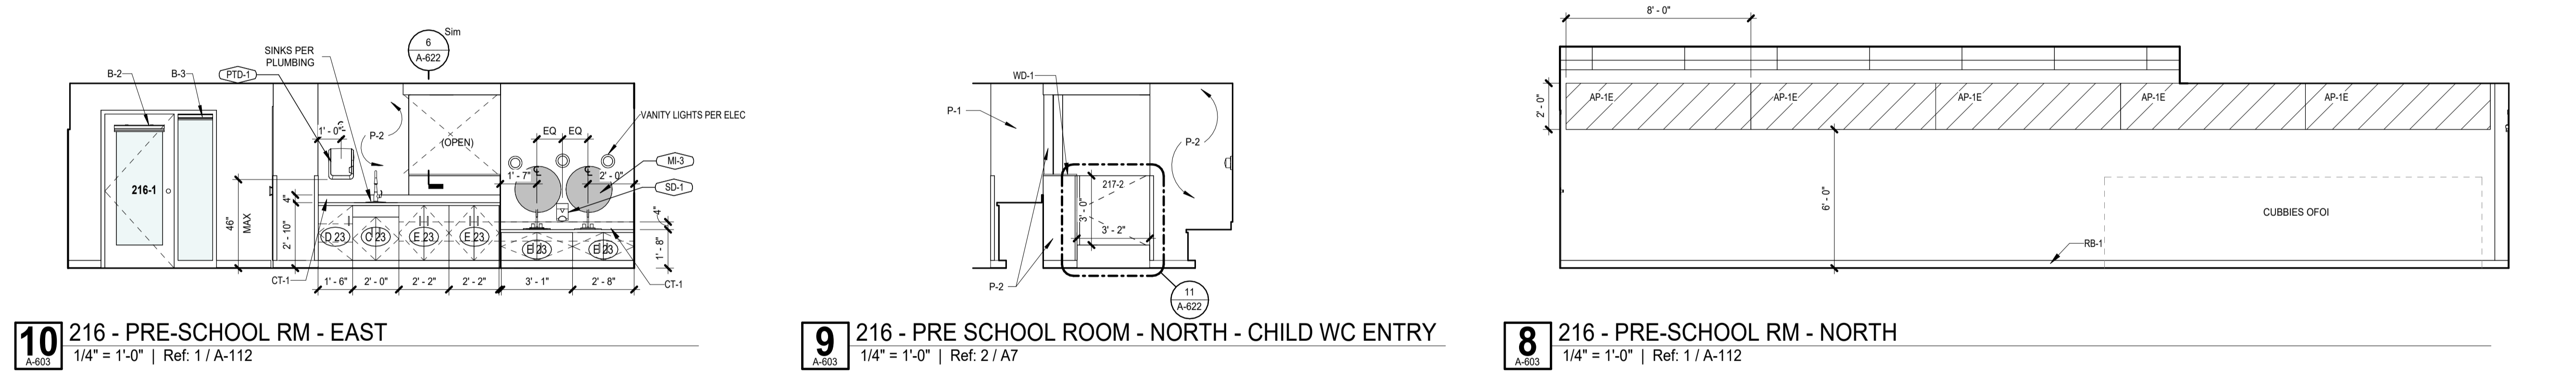 6
A-622
Sim
SINKS PER
PLUMBING
B-2
B-3
PTD-1
1' - 0"
P-2
(OPEN)
EQ
EQ
VANITY LIGHTS PER ELEC
MI-3
SD-1
1' - 7"
2' - 0"
216-1
46"
MAX
4"
2' - 10"
4"
1' - 8"
D 23
C 23
E 23
E 23
E 23
E 23
CT-1
1' - 6"
2' - 0"
2' - 2"
2' - 2"
3' - 1"
2' - 8"
CT-1
10
A-603
216 - PRE-SCHOOL RM - EAST
1/4" = 1'-0" | Ref: 1 / A-112
WD-1
P-1
P-2
217-2
3' - 0"
3' - 2"
P-2
11
A-622
9
A-603
216 - PRE SCHOOL ROOM - NORTH - CHILD WC ENTRY
1/4" = 1'-0" | Ref: 2 / A7
8' - 0"
2' - 0"
AP-1E
AP-1E
AP-1E
AP-1E
AP-1E
6' - 0"
CUBBIES OFOI
RB-1
8
A-603
216 - PRE-SCHOOL RM - NORTH
1/4" = 1'-0" | Ref: 1 / A-112